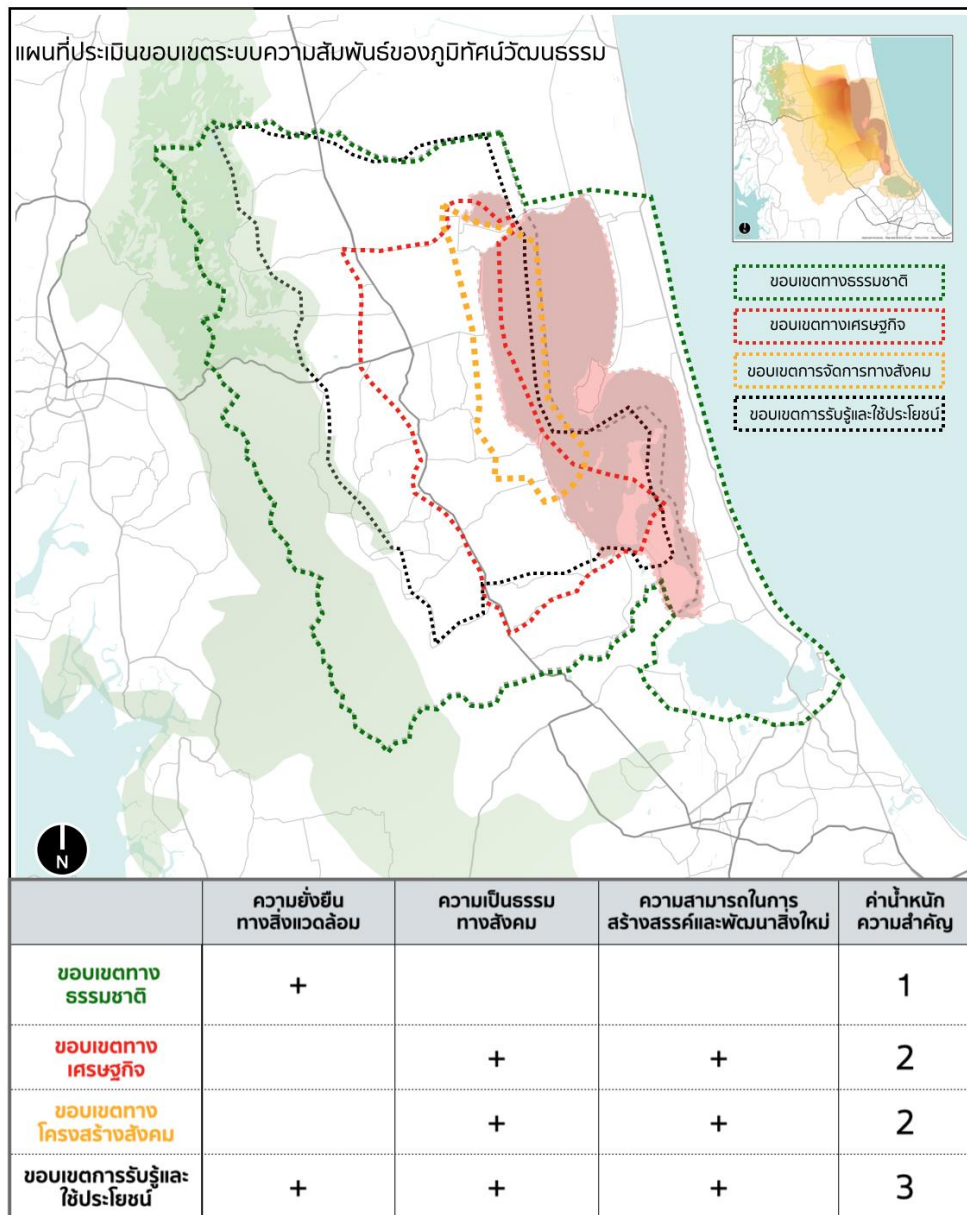 แผนที่ประเมินขอบเขตระบบความสัมพันธ์ของภูมิทัศน์วัฒนธรรม
ขอบเขตทางธรรมชาติ
ขอบเขตทางเศรษฐกิจ
ขอบเขตการจัดการทางสังคม
ขอบเขตการรับรู้และใช้ประโยชน์
N
ความยั่งยืน
ทางสิ่งแวดล้อม
ความเป็นธรรม
ทางสังคม
ความสามารถในการ
สร้างสรรค์และพัฒนาสิ่งใหม่
ค่าน้ำหนัก
ความสำคัญ
ขอบเขตทาง
ธรรมชาติ
+
1
ขอบเขตทาง
เศรษฐกิจ
+
+
2
ขอบเขตทาง
โครงสร้างสังคม
+
+
2
ขอบเขตการรับรู้และ
ใช้ประโยชน์
+
+
+
3